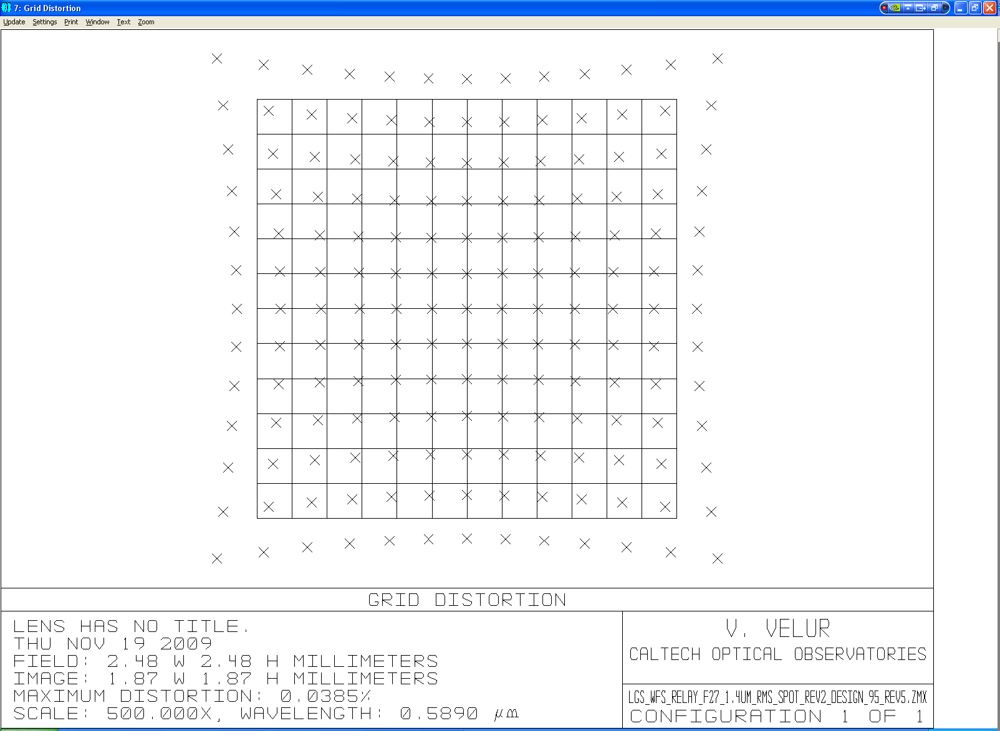 7: Grid Distortion
Update Settings Print Window Text Zoom
GRID DISTORTION
LENS HAS NO TITLE.
THU NOV 19 2009
FIELD: 2.48 W 2.48 H MILLIMETERS
IMAGE: 1.87 W 1.87 H MILLIMETERS
MAXIMUM DISTORTION: 0.0385%
SCALE: 500.000X, WAVELENGTH: 0.5890 μm
V. VELUR
CALTECH OPTICAL OBSERVATORIES
LGS_WFS_RELAY_F27_1.4UM_RMS_SPOT_REV2_DESIGN_95_REV5.ZMX
CONFIGURATION 1 OF 1